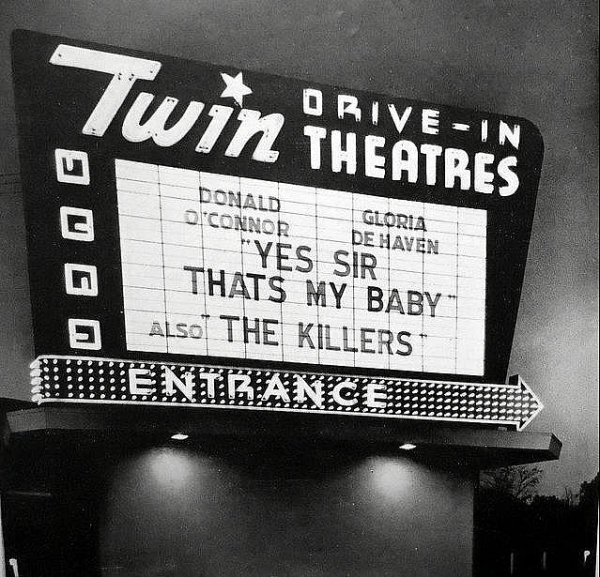 Twin
DRIVE-IN
THEATRES
DONALD
O'CONNOR
GLORIA
DE HAVEN
"YES SIR
THATS MY BABY"
ALSO "THE KILLERS"
ENTRANCE